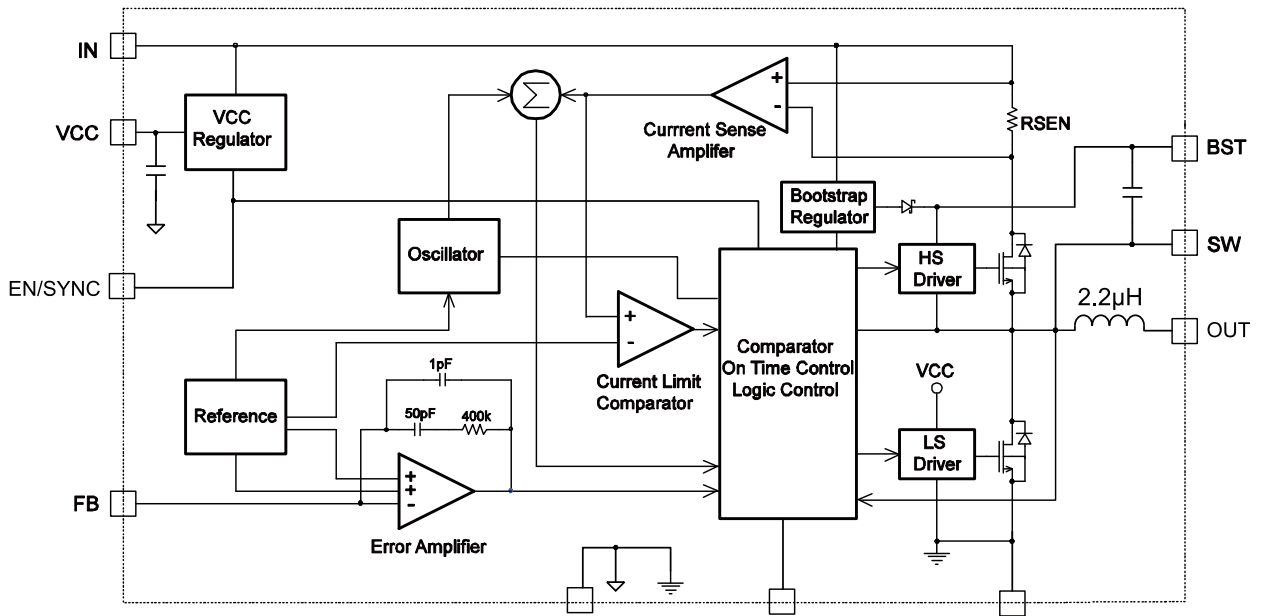 IN
VCC
Regulator
VCC
Σ
+
-
Currrent Sense
Amplifer
RSEN
BST
Bootstrap
Regulator
SW
Oscillator
HS
Driver
EN/SYNC
2.2µH
OUT
+
-
Current Limit
Comparator
Comparator
On Time Control
Logic Control
VCC
1pF
Reference
50pF
400k
LS
Driver
FB
+
+
-
Error Amplifier